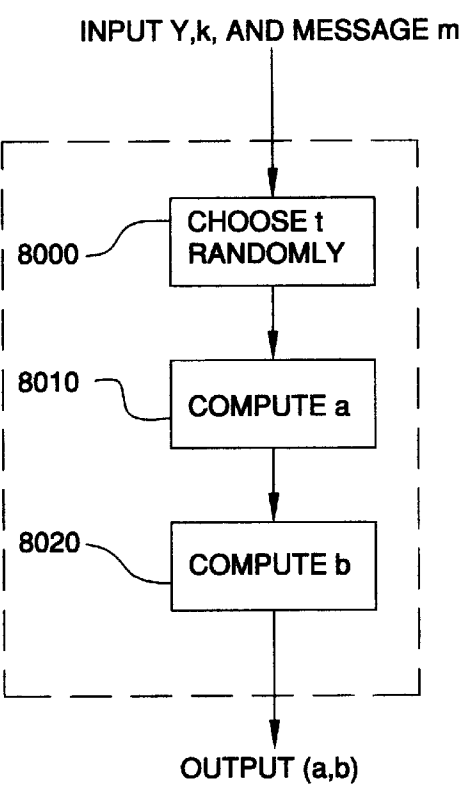 INPUT Y,k, AND MESSAGE m
CHOOSE t
RANDOMLY
8000
8010
COMPUTE a
8020
COMPUTE b
OUTPUT (a,b)